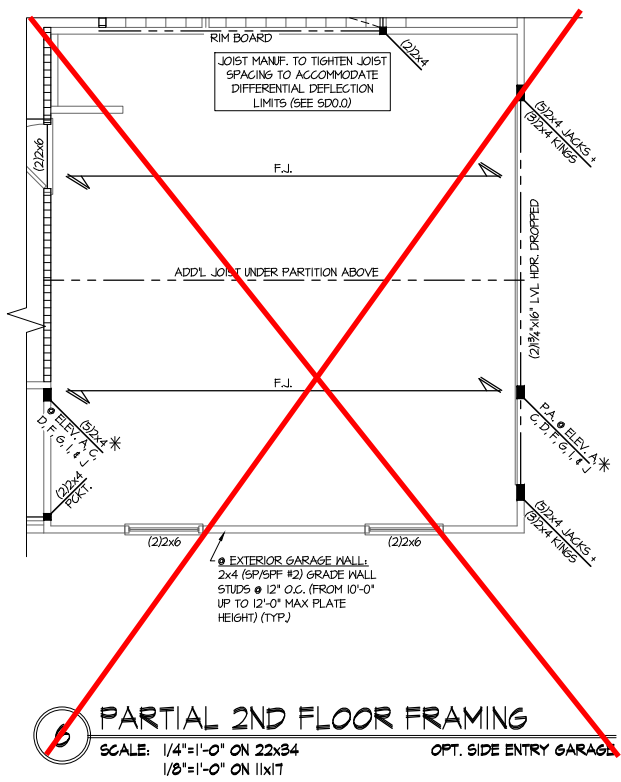 RIM BOARD
(2)2x4
JOIST MANUF. TO TIGHTEN JOIST
SPACING TO ACCOMMODATE
DIFFERENTIAL DEFLECTION
LIMITS (SEE SD0.0)
(5)2x4 JACKS +
(3)2x4 KINGS
(2)2x6
F.J.
(2)1¾"x16" LVL HDR. DROPPED
ADD'L JOIST UNDER PARTITION ABOVE
F.J.
(5)2x4 *
@ ELEV. A, C,
D, F, G, I, & J
P.A. @ ELEV. A, *
C, D, F, G, I, & J
(2)2x4
PCKT.
(5)2x4 JACKS +
(3)2x4 KINGS
(2)2x6
(2)2x6
@ EXTERIOR GARAGE WALL:
2x4 (SP/SPF #2) GRADE WALL
STUDS @ 12" O.C. (FROM 10'-0"
UP TO 12'-0" MAX PLATE
HEIGHT) (TYP.)
PARTIAL 2ND FLOOR FRAMING
SCALE: 1/4"=1'-0" ON 22x34
OPT. SIDE ENTRY GARAGE
1/8"=1'-0" ON 11x17